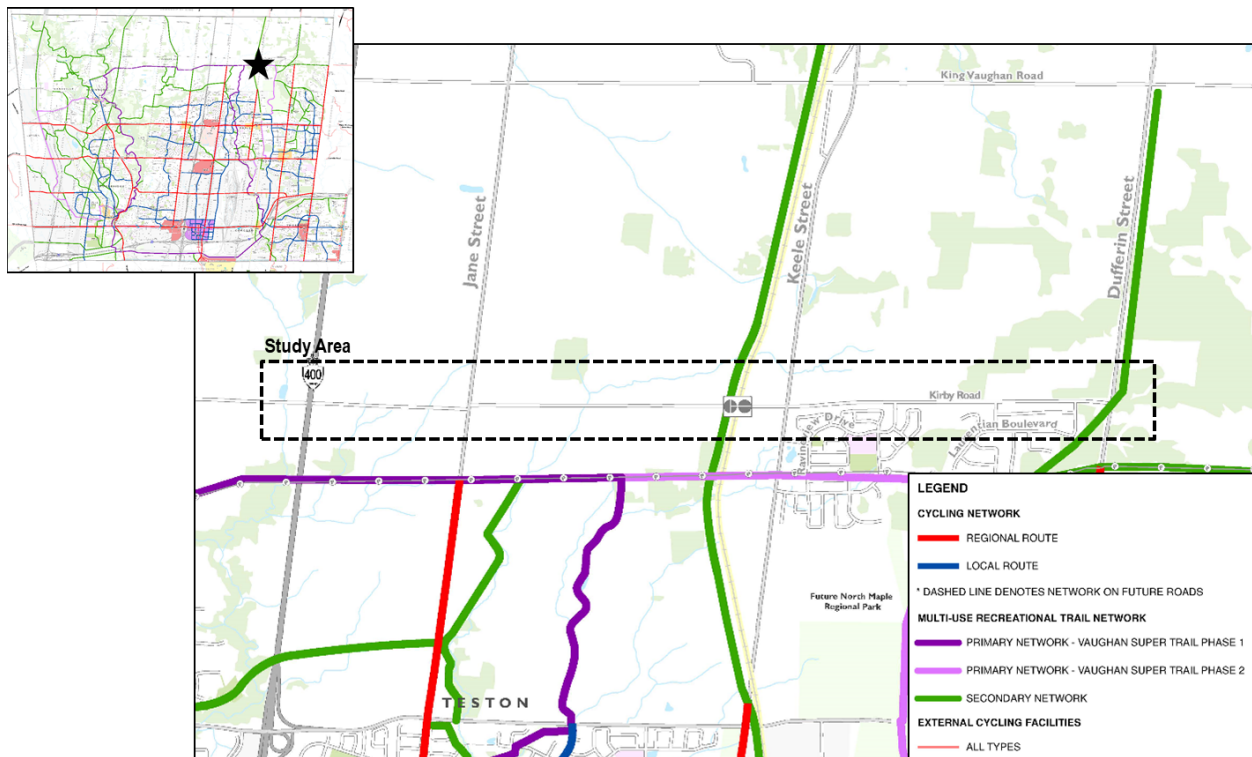 King Vaughan Road
Jane Street
Keele Street
Dufferin Street
Study Area
400
Kirby Road
Ravineview Drive
Laurentian Boulevard
Future North Maple
Regional Park
TESTON
LEGEND
CYCLING NETWORK
REGIONAL ROUTE
LOCAL ROUTE
* DASHED LINE DENOTES NETWORK ON FUTURE ROADS
MULTI-USE RECREATIONAL TRAIL NETWORK
PRIMARY NETWORK - VAUGHAN SUPER TRAIL PHASE 1
PRIMARY NETWORK - VAUGHAN SUPER TRAIL PHASE 2
SECONDARY NETWORK
EXTERNAL CYCLING FACILITIES
ALL TYPES